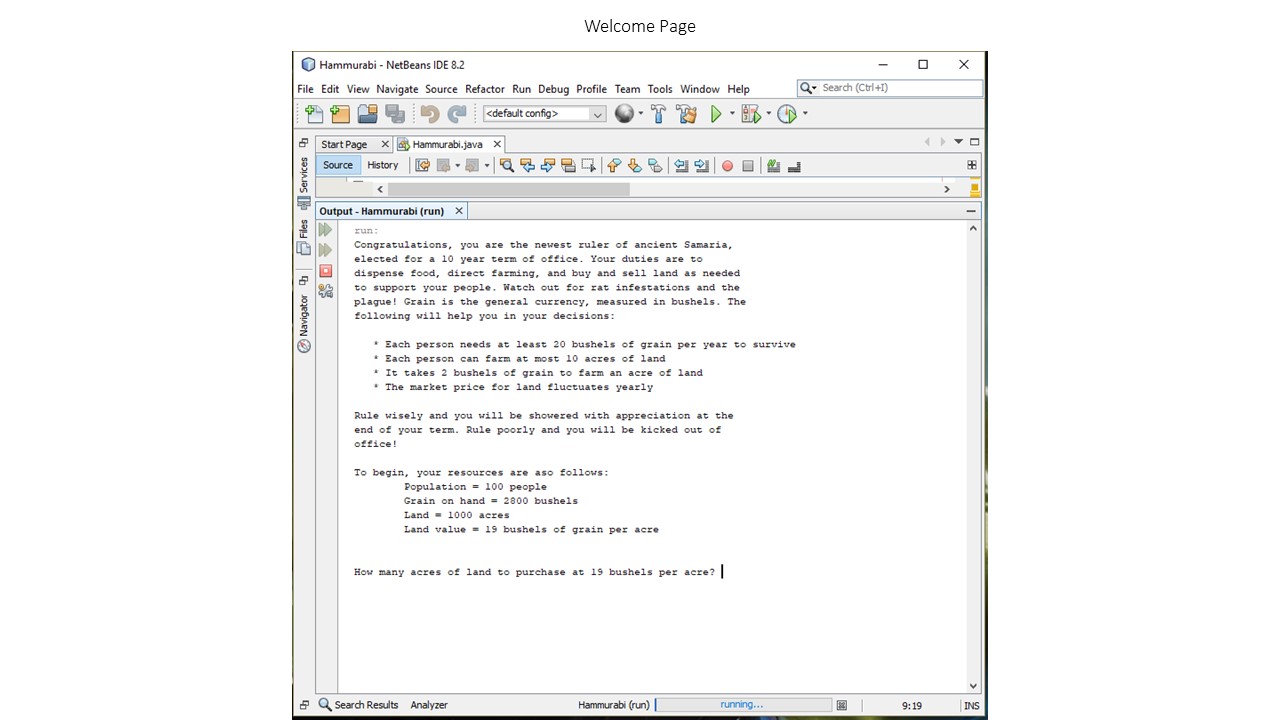 Welcome Page
Hammurabi - NetBeans IDE 8.2
File Edit View Navigate Source Refactor Run Debug Profile Team Tools Window Help
Search (Ctrl+I)
<default config>
Start Page
Hammurabi.java
Source History
Services
Files
Navigator
Output - Hammurabi (run)
run:
Congratulations, you are the newest ruler of ancient Samaria,
elected for a 10 year term of office. Your duties are to
dispense food, direct farming, and buy and sell land as needed
to support your people. Watch out for rat infestations and the
plague! Grain is the general currency, measured in bushels. The
following will help you in your decisions:
* Each person needs at least 20 bushels of grain per year to survive
* Each person can farm at most 10 acres of land
* It takes 2 bushels of grain to farm an acre of land
* The market price for land fluctuates yearly
Rule wisely and you will be showered with appreciation at the
end of your term. Rule poorly and you will be kicked out of
office!
To begin, your resources are aso follows:
Population = 100 people
Grain on hand = 2800 bushels
Land = 1000 acres
Land value = 19 bushels of grain per acre
How many acres of land to purchase at 19 bushels per acre?
Search Results Analyzer Hammurabi (run) running... 9:19 INS